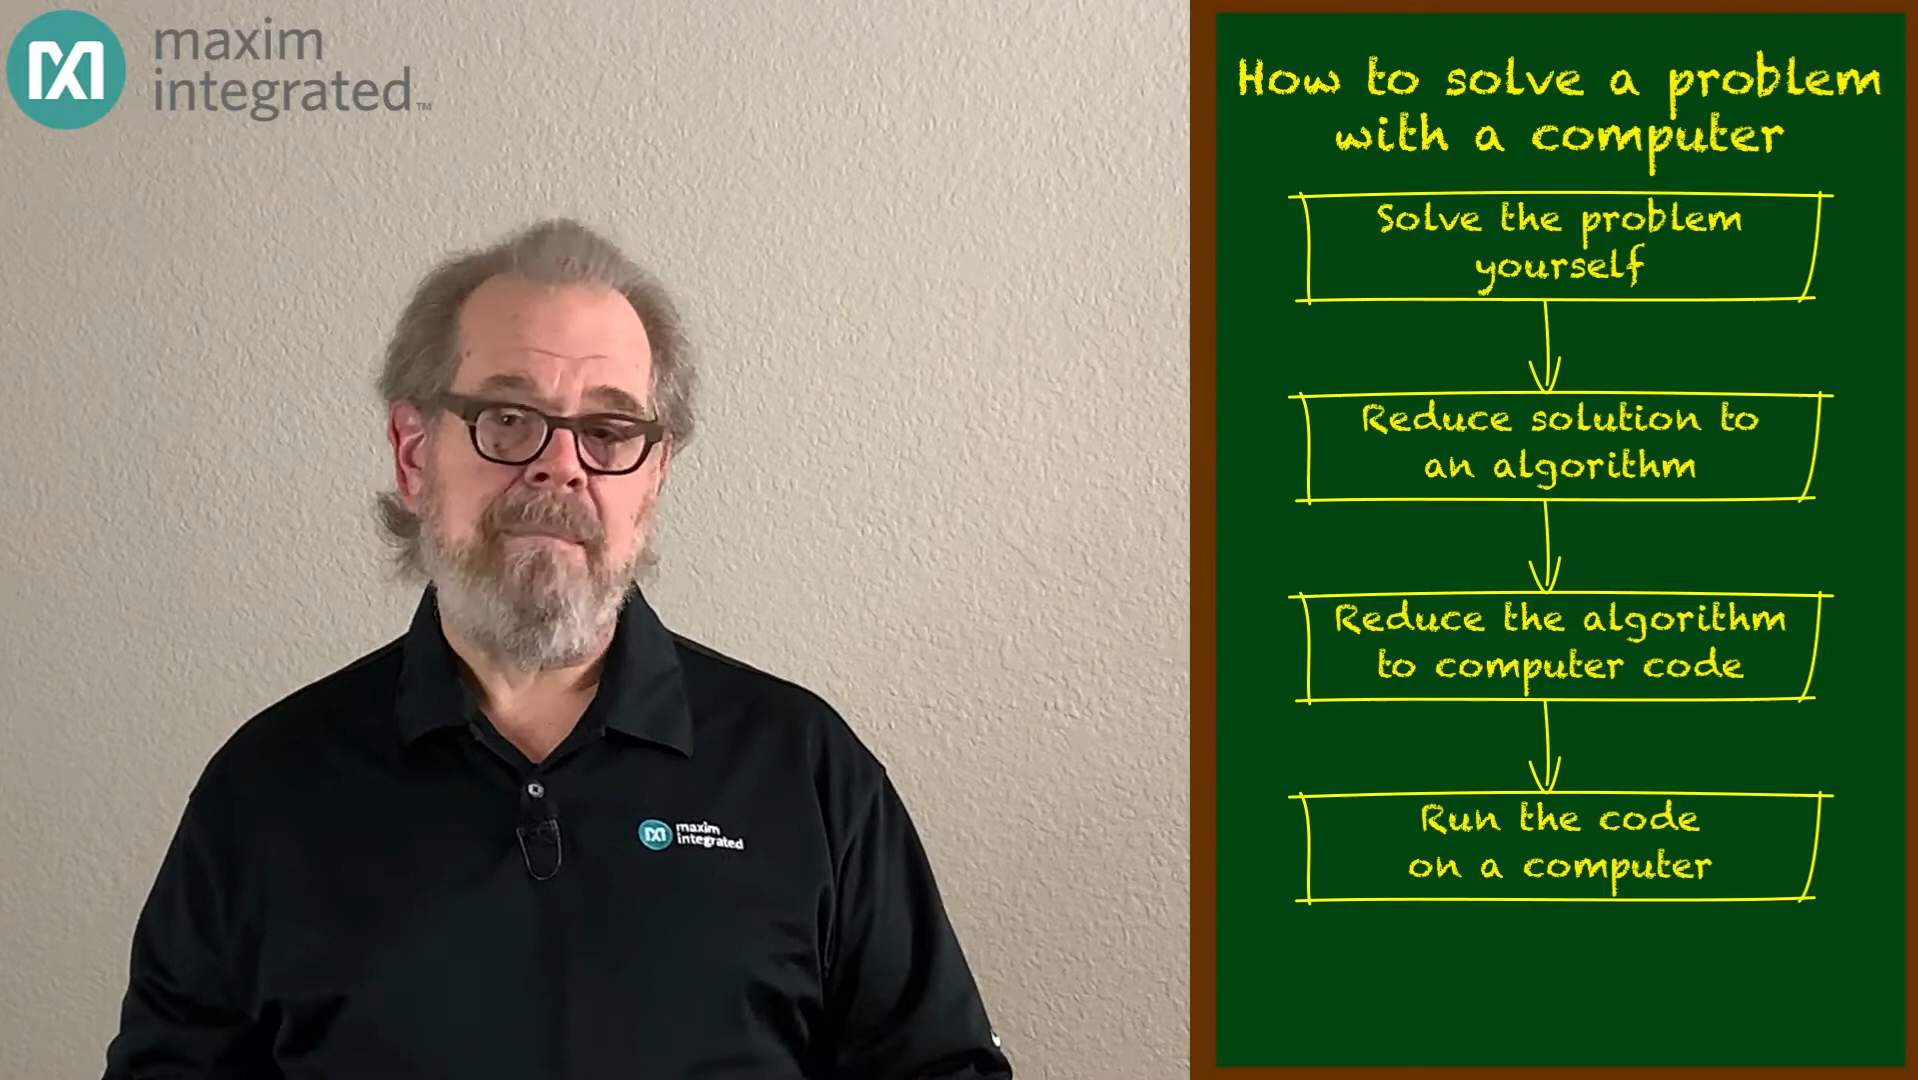 maxim
integrated™
maxim
integrated
How to solve a problem
with a computer
Solve the problem
yourself
Reduce solution to
an algorithm
Reduce the algorithm
to computer code
Run the code
on a computer